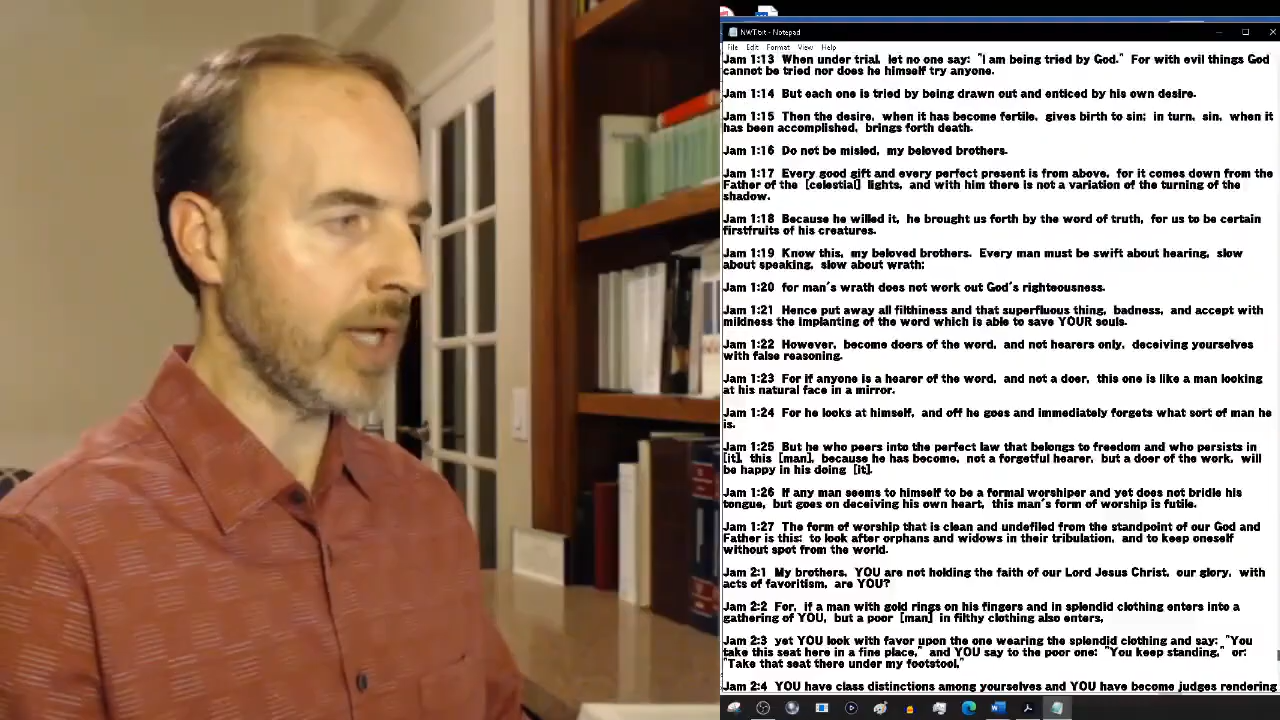 NWT.txt - Notepad
File Edit Format View Help
Jam 1:13 When under trial, let no one say: "I am being tried by God." For with evil things God
cannot be tried nor does he himself try anyone.
Jam 1:14 But each one is tried by being drawn out and enticed by his own desire.
Jam 1:15 Then the desire, when it has become fertile, gives birth to sin; in turn, sin, when it
has been accomplished, brings forth death.
Jam 1:16 Do not be misled, my beloved brothers.
Jam 1:17 Every good gift and every perfect present is from above, for it comes down from the
Father of the [celestial] lights, and with him there is not a variation of the turning of the
shadow.
Jam 1:18 Because he willed it, he brought us forth by the word of truth, for us to be certain
firstfruits of his creatures.
Jam 1:19 Know this, my beloved brothers. Every man must be swift about hearing, slow
about speaking, slow about wrath;
Jam 1:20 for man's wrath does not work out God's righteousness.
Jam 1:21 Hence put away all filthiness and that superfluous thing, badness, and accept with
mildness the implanting of the word which is able to save YOUR souls.
Jam 1:22 However, become doers of the word, and not hearers only, deceiving yourselves
with false reasoning.
Jam 1:23 For if anyone is a hearer of the word, and not a doer, this one is like a man looking
at his natural face in a mirror.
Jam 1:24 For he looks at himself, and off he goes and immediately forgets what sort of man he
is.
Jam 1:25 But he who peers into the perfect law that belongs to freedom and who persists in
[it], this [man], because he has become, not a forgetful hearer, but a doer of the work, will
be happy in his doing [it].
Jam 1:26 If any man seems to himself to be a formal worshiper and yet does not bridle his
tongue, but goes on deceiving his own heart, this man's form of worship is futile.
Jam 1:27 The form of worship that is clean and undefiled from the standpoint of our God and
Father is this: to look after orphans and widows in their tribulation, and to keep oneself
without spot from the world.
Jam 2:1 My brothers, YOU are not holding the faith of our Lord Jesus Christ, our glory, with
acts of favoritism, are YOU?
Jam 2:2 For, if a man with gold rings on his fingers and in splendid clothing enters into a
gathering of YOU, but a poor [man] in filthy clothing also enters,
Jam 2:3 yet YOU look with favor upon the one wearing the splendid clothing and say: "You
take this seat here in a fine place," and YOU say to the poor one: "You keep standing," or:
"Take that seat there under my footstool,"
Jam 2:4 YOU have class distinctions among yourselves and YOU have become judges rendering